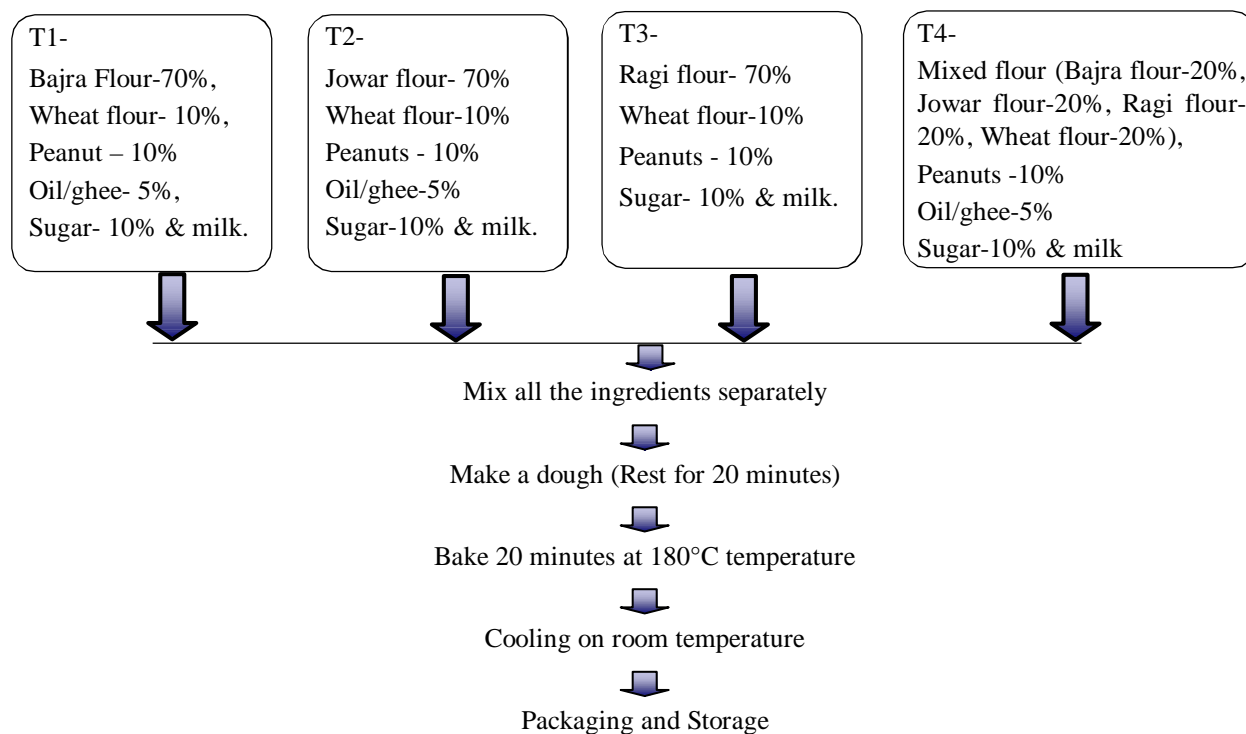 T1-
Bajra Flour-70%,
Wheat flour- 10%,
Peanut – 10%
Oil/ghee- 5%,
Sugar- 10% & milk.
T2-
Jowar flour- 70%
Wheat flour-10%
Peanuts - 10%
Oil/ghee-5%
Sugar-10% & milk.
T3-
Ragi flour- 70%
Wheat flour-10%
Peanuts - 10%
Sugar- 10% & milk.
T4-
Mixed flour (Bajra flour-20%,
Jowar flour-20%, Ragi flour-
20%, Wheat flour-20%),
Peanuts -10%
Oil/ghee-5%
Sugar-10% & milk
Mix all the ingredients separately
Make a dough (Rest for 20 minutes)
Bake 20 minutes at 180°C temperature
Cooling on room temperature
Packaging and Storage